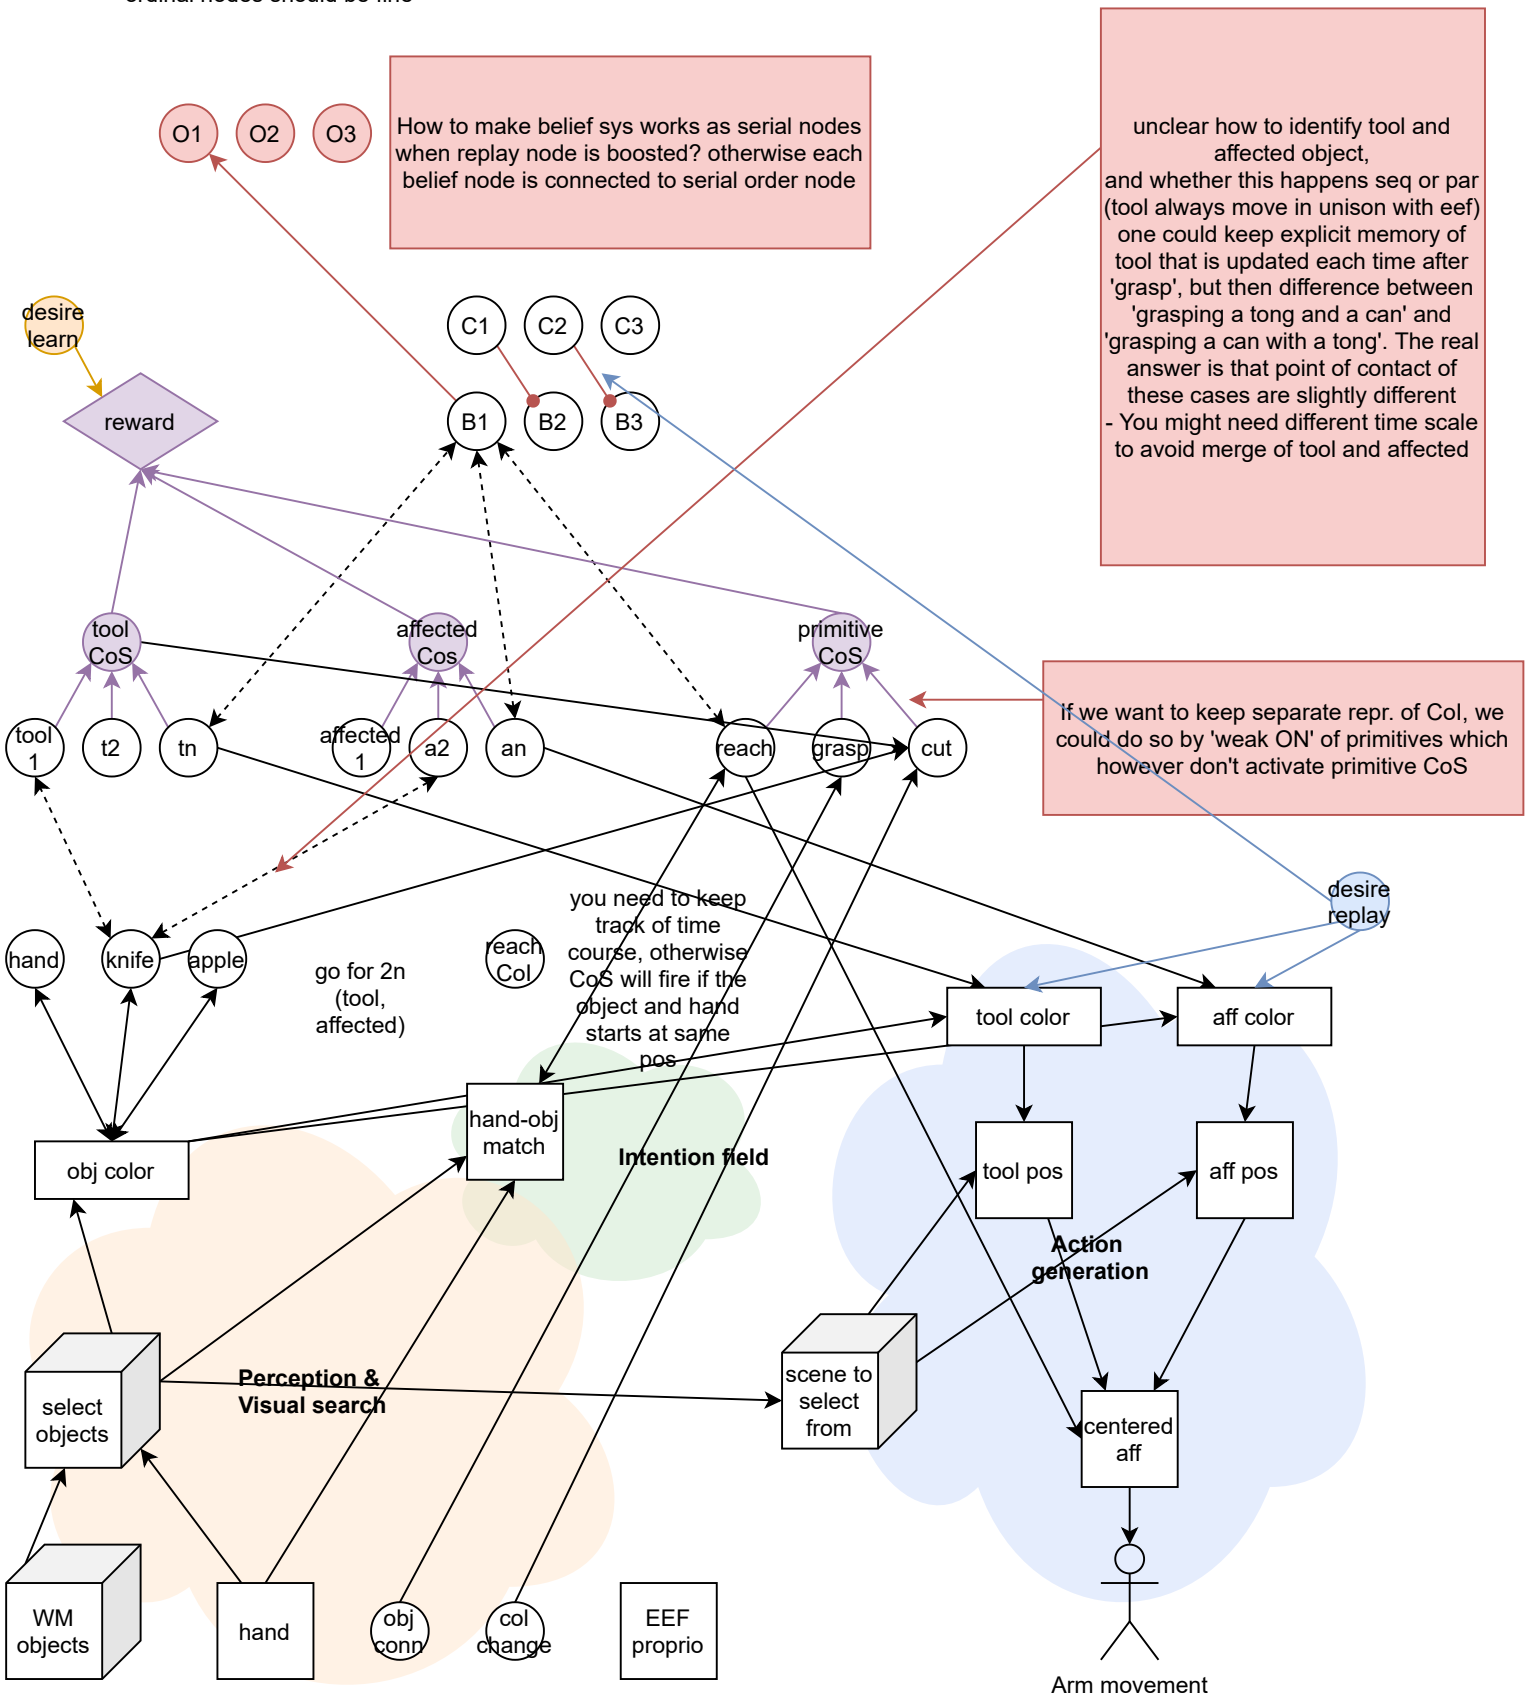 ordinal nodes should be fine
O1
O2
O3
How to make belief sys works as serial nodes
when replay node is boosted? otherwise each
belief node is connected to serial order node
unclear how to identify tool and
affected object,
and whether this happens seq or par
(tool always move in unison with eef)
one could keep explicit memory of
tool that is updated each time after
'grasp', but then difference between
'grasping a tong and a can' and
'grasping a can with a tong'. The real
answer is that point of contact of
these cases are slightly different
- You might need different time scale
to avoid merge of tool and affected
desire
learn
C1
C2
C3
reward
B1
B2
B3
tool
CoS
affected
Cos
primitive
CoS
if we want to keep separate repr. of CoI, we
could do so by 'weak ON' of primitives which
however don't activate primitive CoS
tool
1
t2
tn
affected
1
a2
an
reach
grasp
cut
desire
replay
hand
knife
apple
go for 2n
(tool,
affected)
reach
CoI
you need to keep
track of time
course, otherwise
CoS will fire if the
object and hand
starts at same
pos
tool color
aff color
obj color
hand-obj
match
Intention field
tool pos
aff pos
Action
generation
select
objects
Perception &
Visual search
scene to
select
from
centered
aff
WM
objects
hand
obj
conn
col
change
EEF
proprio
Arm movement